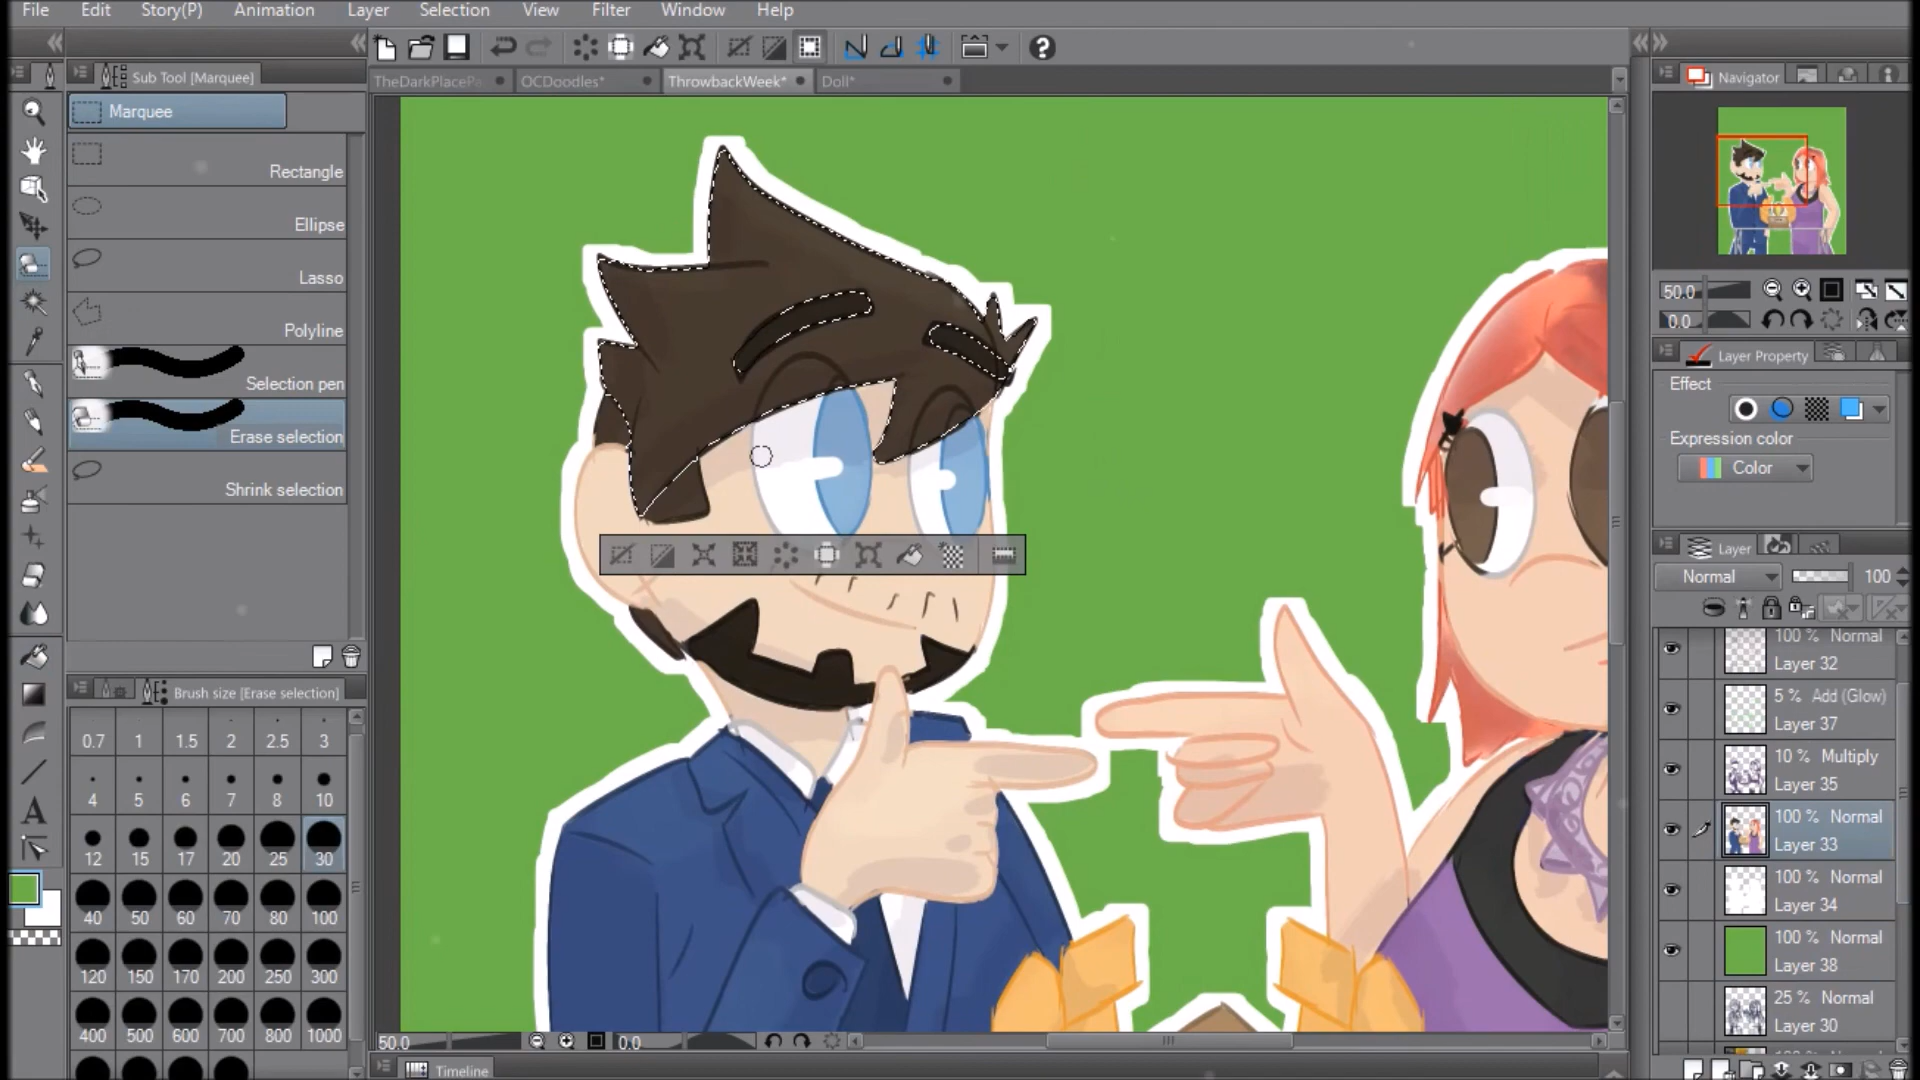 File Edit Story(P) Animation Layer Selection View Filter Window Help
Sub Tool [Marquee]
TheDarkPlacePa OCDoodles* ThrowbackWeek* Doll*
Navigator
Marquee
Rectangle
Ellipse
Lasso
Polyline
Selection pen
Erase selection
Shrink selection
50.0
0.0
Layer Property
Effect
Expression color
Color
Layer
Normal 100
100 % Normal
Layer 32
5 % Add (Glow)
Layer 37
10 % Multiply
Layer 35
100 % Normal
Layer 33
100 % Normal
Layer 34
100 % Normal
Layer 38
25 % Normal
Layer 30
Brush size [Erase selection]
0.7 1 1.5 2 2.5 3
4 5 6 7 8 10
12 15 17 20 25 30
40 50 60 70 80 100
120 150 170 200 250 300
400 500 600 700 800 1000
50.0 0.0
Timeline